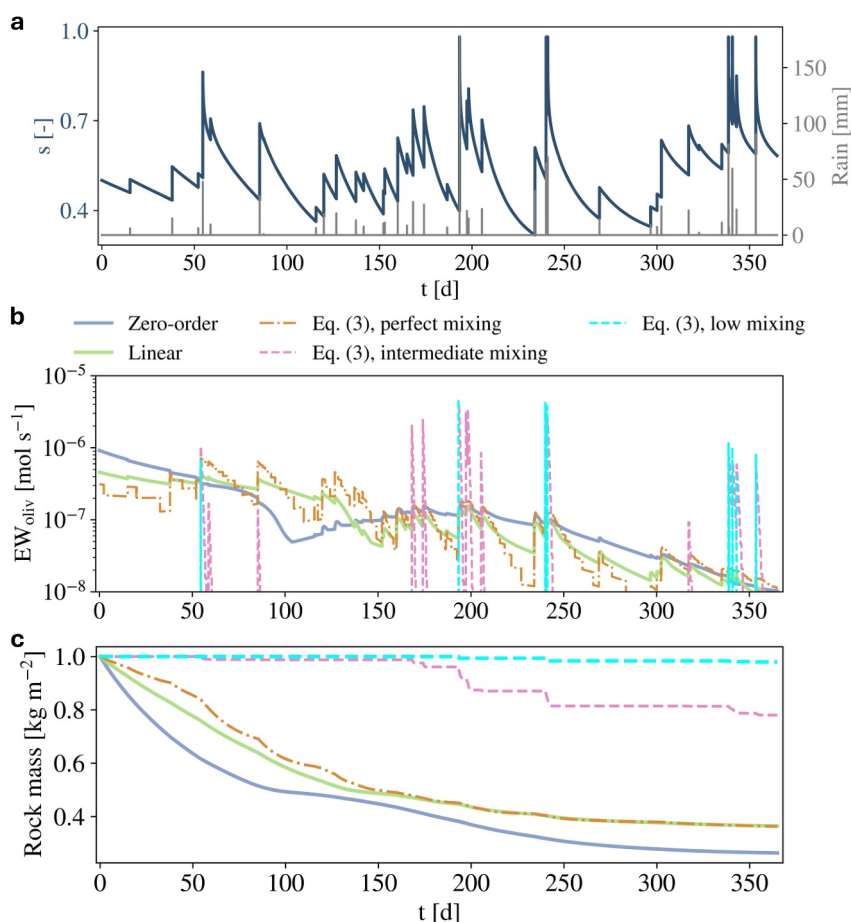 a
1.0
0.7
0.4
s [-]
150
100
50
0
Rain [mm]
0 50 100 150 200 250 300 350
t [d]
b
Zero-order
Linear
Eq. (3), perfect mixing
Eq. (3), intermediate mixing
Eq. (3), low mixing
10⁻⁵
10⁻⁶
10⁻⁷
10⁻⁸
EW_oliv [mol s⁻¹]
0 50 100 150 200 250 300 350
c
1.0
0.8
0.6
0.4
Rock mass [kg m⁻²]
0 50 100 150 200 250 300 350
t [d]